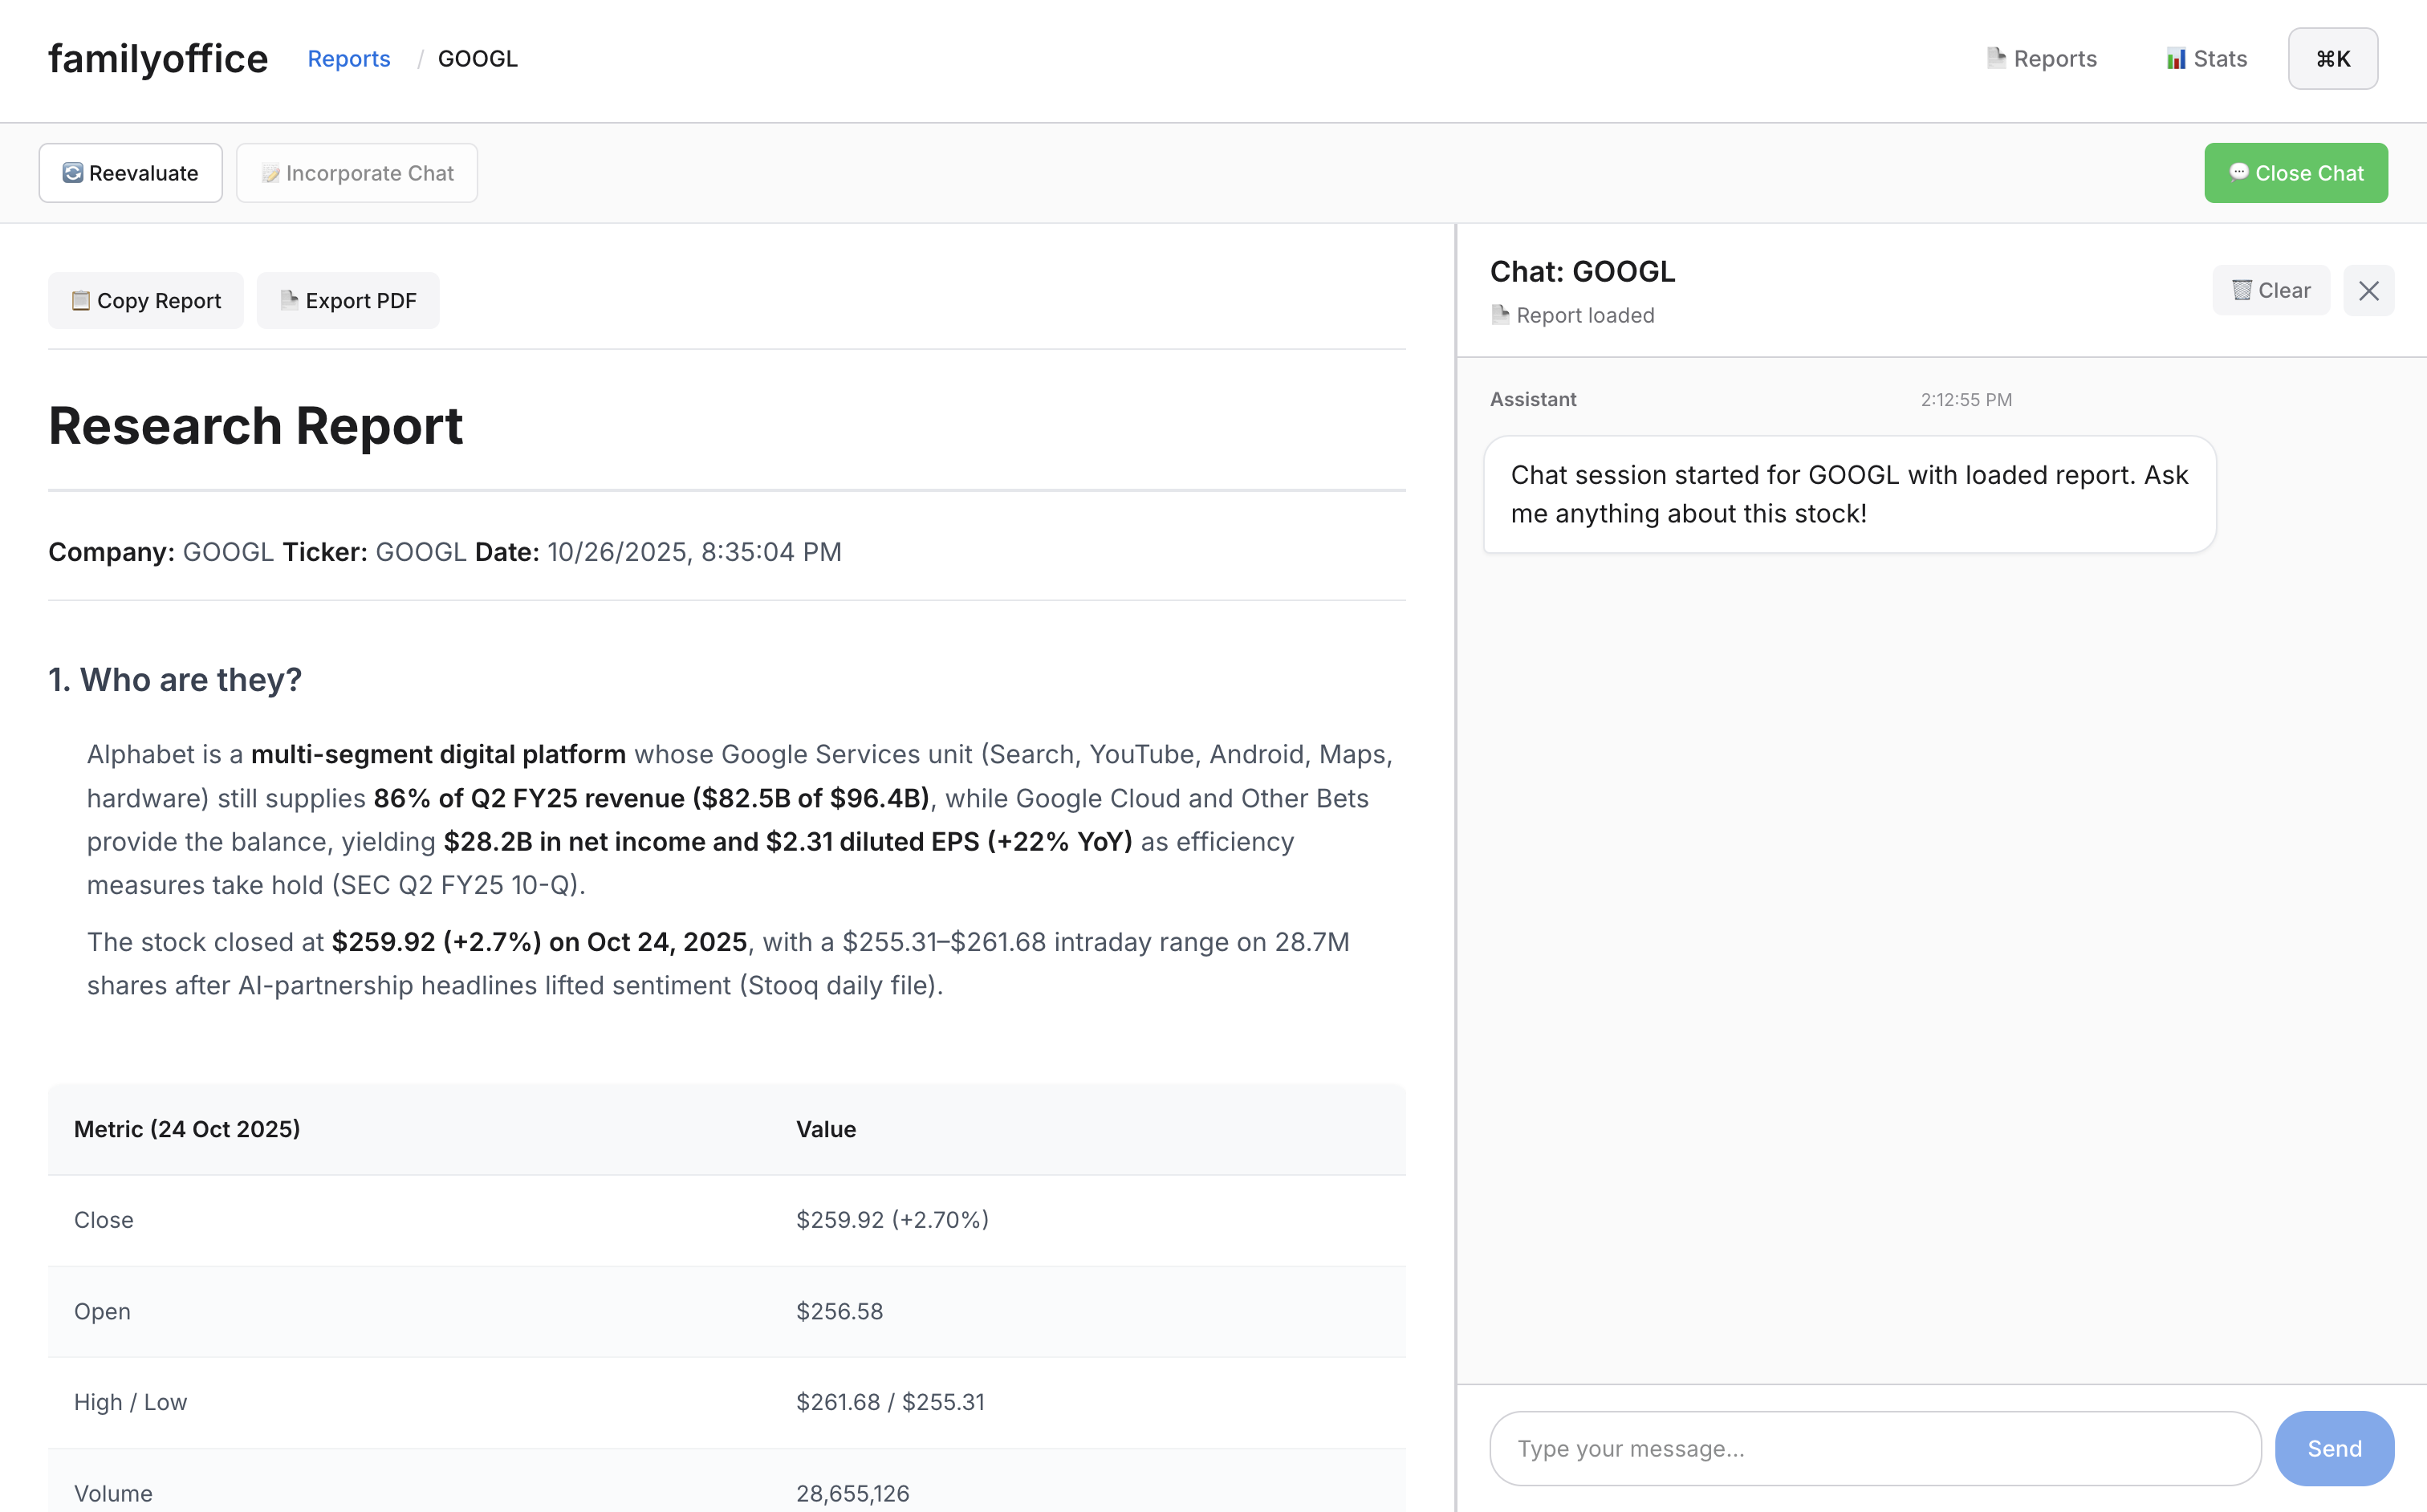 familyoffice
Reports / GOOGL
Reports
Stats
⌘K
Reevaluate
Incorporate Chat
Close Chat
Copy Report
Export PDF
Research Report
Company: GOOGL Ticker: GOOGL Date: 10/26/2025, 8:35:04 PM
1. Who are they?
Alphabet is a multi-segment digital platform whose Google Services unit (Search, YouTube, Android, Maps,
hardware) still supplies 86% of Q2 FY25 revenue ($82.5B of $96.4B), while Google Cloud and Other Bets
provide the balance, yielding $28.2B in net income and $2.31 diluted EPS (+22% YoY) as efficiency
measures take hold (SEC Q2 FY25 10-Q).
The stock closed at $259.92 (+2.7%) on Oct 24, 2025, with a $255.31–$261.68 intraday range on 28.7M
shares after AI-partnership headlines lifted sentiment (Stooq daily file).
Metric (24 Oct 2025) Value
Close $259.92 (+2.70%)
Open $256.58
High / Low $261.68 / $255.31
Volume 28,655,126
Chat: GOOGL
Report loaded
Clear
Assistant 2:12:55 PM
Chat session started for GOOGL with loaded report. Ask
me anything about this stock!
Type your message...
Send